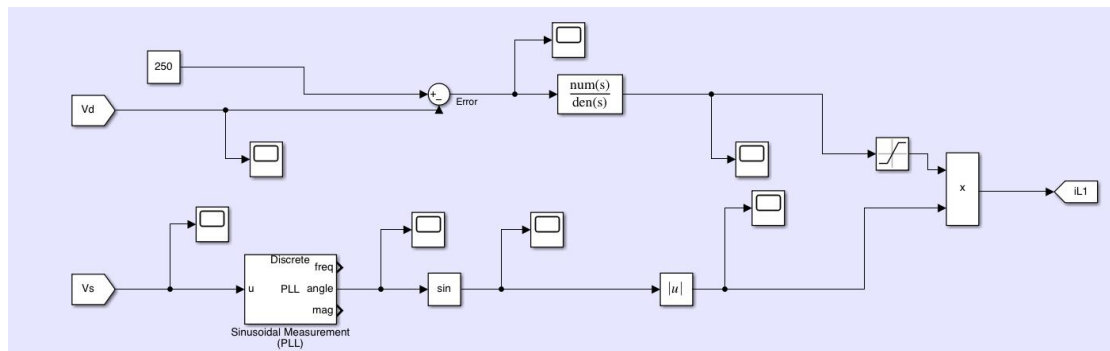 250
+
−
Error
num(s)
den(s)
Vd
x
iL1
Vs
Discrete
freq
u PLL angle
mag
Sinusoidal Measurement
(PLL)
sin
|u|